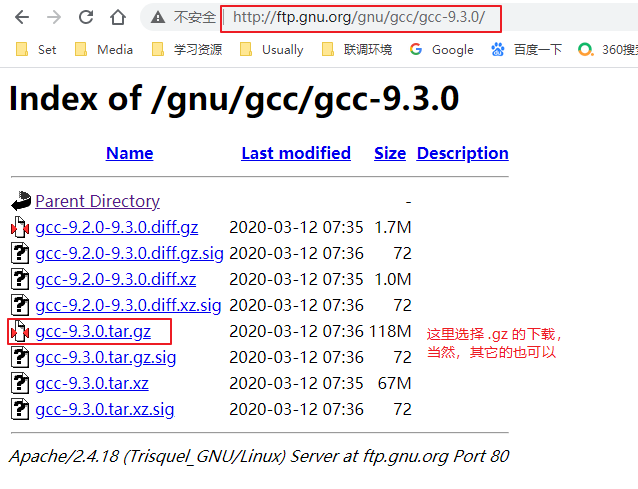 不安全 http://ftp.gnu.org/gnu/gcc/gcc-9.3.0/
Set Media 学习资源 Usually 联调环境 Google 百度一下 360搜索
Index of /gnu/gcc/gcc-9.3.0
Name Last modified Size Description
Parent Directory -
gcc-9.2.0-9.3.0.diff.gz 2020-03-12 07:35 1.7M
gcc-9.2.0-9.3.0.diff.gz.sig 2020-03-12 07:36 72
gcc-9.2.0-9.3.0.diff.xz 2020-03-12 07:35 1.0M
gcc-9.2.0-9.3.0.diff.xz.sig 2020-03-12 07:36 72
gcc-9.3.0.tar.gz 2020-03-12 07:36 118M
这里选择 .gz 的下载，
当然，其它的也可以
gcc-9.3.0.tar.gz.sig 2020-03-12 07:36 72
gcc-9.3.0.tar.xz 2020-03-12 07:35 67M
gcc-9.3.0.tar.xz.sig 2020-03-12 07:36 72
Apache/2.4.18 (Trisquel_GNU/Linux) Server at ftp.gnu.org Port 80